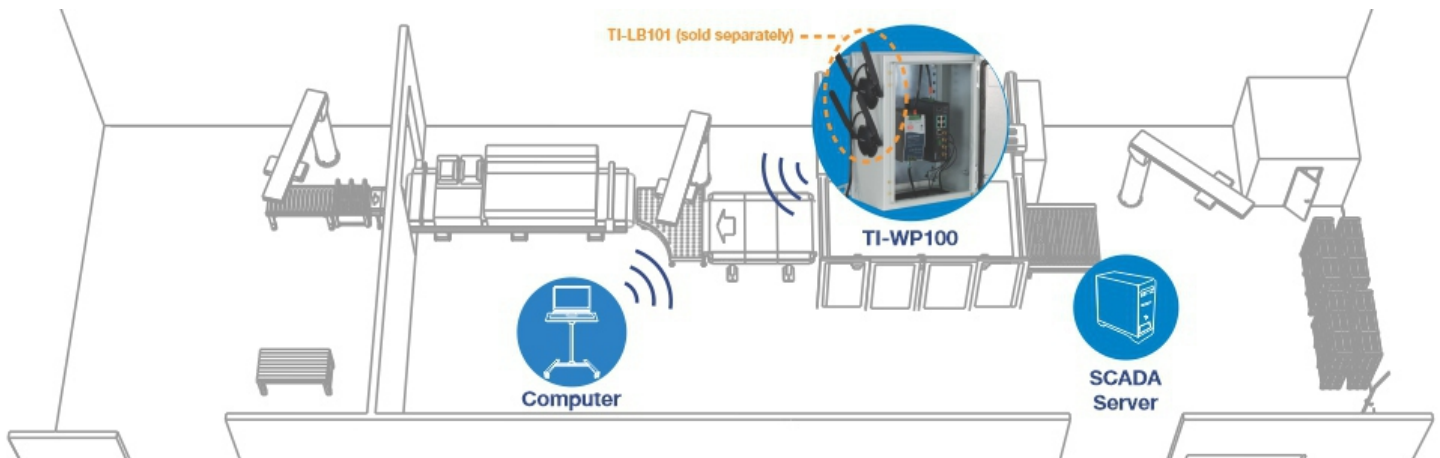 TI-LB101 (sold separately)
TI-WP100
Computer
SCADA
Server